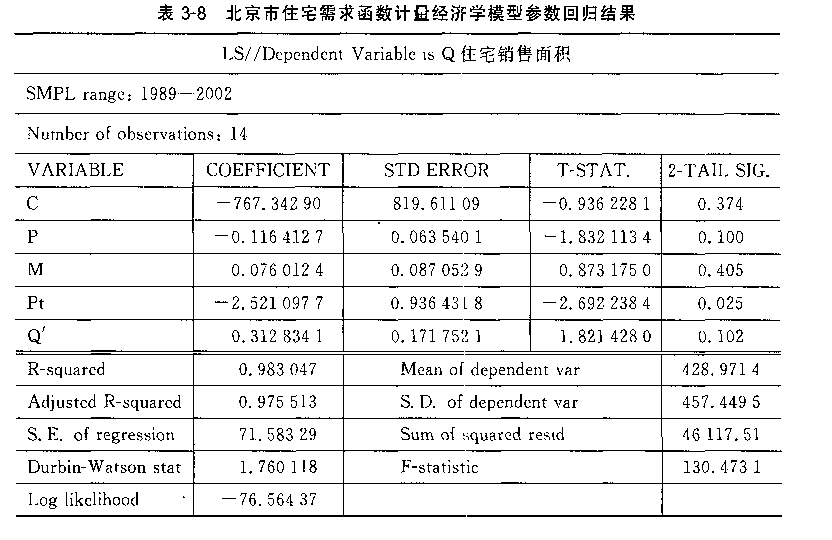 表 3-8 北京市住宅需求函数计量经济学模型参数回归结果
LS//Dependent Variable is Q 住宅销售面积
SMPL range: 1989—2002
Number of observations: 14
VARIABLE COEFFICIENT STD ERROR T-STAT. 2-TAIL SIG.
C −767.342 90 819.611 09 −0.936 228 1 0.374
P −0.116 412 7 0.063 540 1 −1.832 113 4 0.100
M 0.076 012 4 0.087 052 9 0.873 175 0 0.405
Pt −2.521 097 7 0.936 431 8 −2.692 238 4 0.025
Q′ 0.312 834 1 0.171 752 1 1.821 428 0 0.102
R-squared 0.983 047 Mean of dependent var 428.971 4
Adjusted R-squared 0.975 513 S. D. of dependent var 457.449 5
S. E. of regression 71.583 29 Sum of squared resid 46 117.51
Durbin-Watson stat 1.760 118 F-statistic 130.473 1
Log likelihood −76.564 37